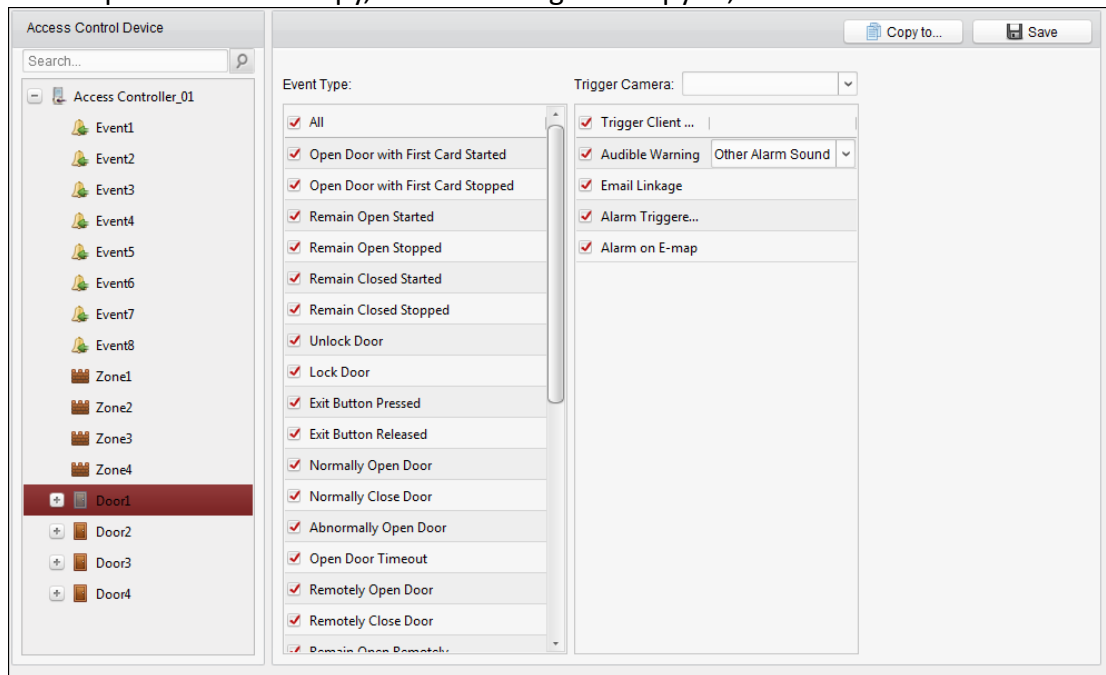 Access Control Device
Search...
Access Controller_01
Event1
Event2
Event3
Event4
Event5
Event6
Event7
Event8
Zone1
Zone2
Zone3
Zone4
Door1
Door2
Door3
Door4
Copy to...
Save
Event Type:
All
Open Door with First Card Started
Open Door with First Card Stopped
Remain Open Started
Remain Open Stopped
Remain Closed Started
Remain Closed Stopped
Unlock Door
Lock Door
Exit Button Pressed
Exit Button Released
Normally Open Door
Normally Close Door
Abnormally Open Door
Open Door Timeout
Remotely Open Door
Remotely Close Door
Remain Open Remotely
Trigger Camera:
Trigger Client ...
Audible Warning Other Alarm Sound
Email Linkage
Alarm Triggere...
Alarm on E-map